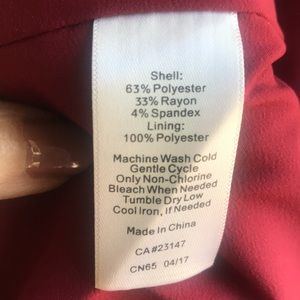 Shell:
63% Polyester
33% Rayon
4% Spandex
Lining:
100% Polyester
Machine Wash Cold
Gentle Cycle
Only Non-Chlorine
Bleach When Needed
Tumble Dry Low
Cool Iron, If Needed
Made In China
CA#23147
CN65 04/17